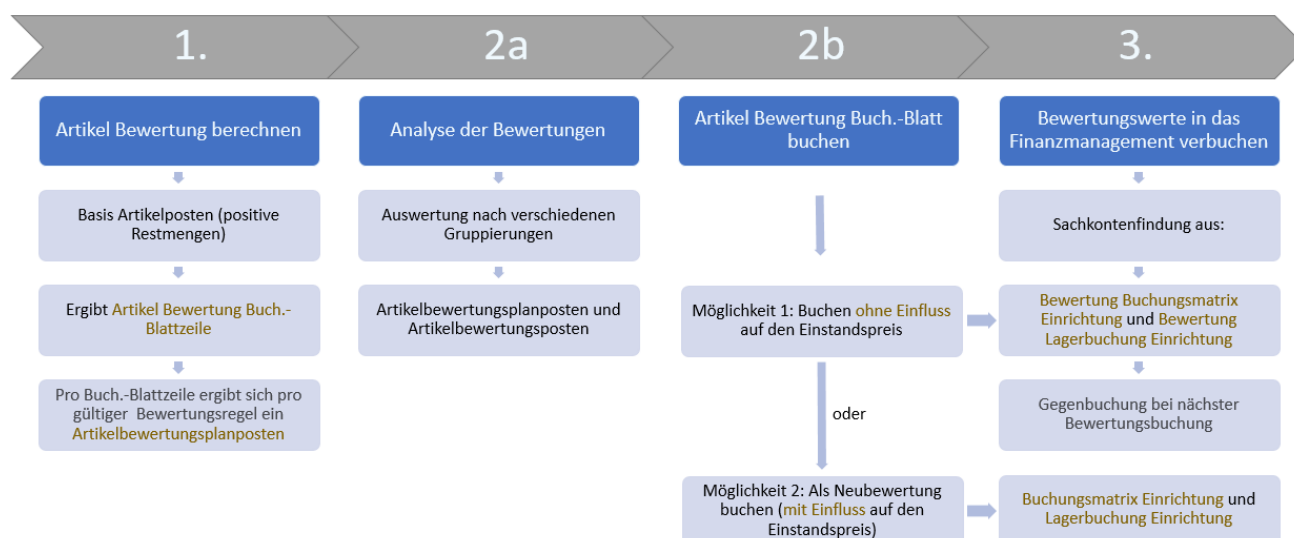 1.
2a
2b
3.
Artikel Bewertung berechnen
Basis Artikelposten (positive
Restmengen)
Ergibt Artikel Bewertung Buch.-
Blattzeile
Pro Buch.-Blattzeile ergibt sich pro
gültiger Bewertungsregel ein
Artikelbewertungsplanposten
Analyse der Bewertungen
Auswertung nach verschiedenen
Gruppierungen
Artikelbewertungsplanposten und
Artikelbewertungsposten
Artikel Bewertung Buch.-Blatt
buchen
Möglichkeit 1: Buchen ohne Einfluss
auf den Einstandspreis
oder
Möglichkeit 2: Als Neubewertung
buchen (mit Einfluss auf den
Einstandspreis)
Bewertungswerte in das
Finanzmanagement verbuchen
Sachkontenfindung aus:
Bewertung Buchungsmatrix
Einrichtung und Bewertung
Lagerbuchung Einrichtung
Gegenbuchung bei nächster
Bewertungsbuchung
Buchungsmatrix Einrichtung und
Lagerbuchung Einrichtung